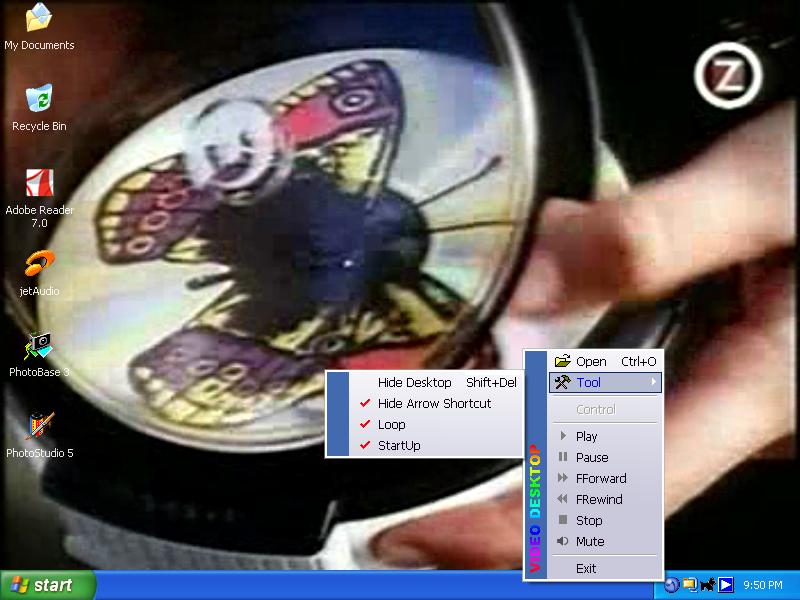 My Documents
Recycle Bin
Adobe Reader
7.0
jetAudio
PhotoBase 3
PhotoStudio 5
Z
Hide Desktop Shift+Del
Hide Arrow Shortcut
Loop
StartUp
VIDEO DESKTOP
Open Ctrl+O
Tool
Control
Play
Pause
FForward
FRewind
Stop
Mute
Exit
start
9:50 PM